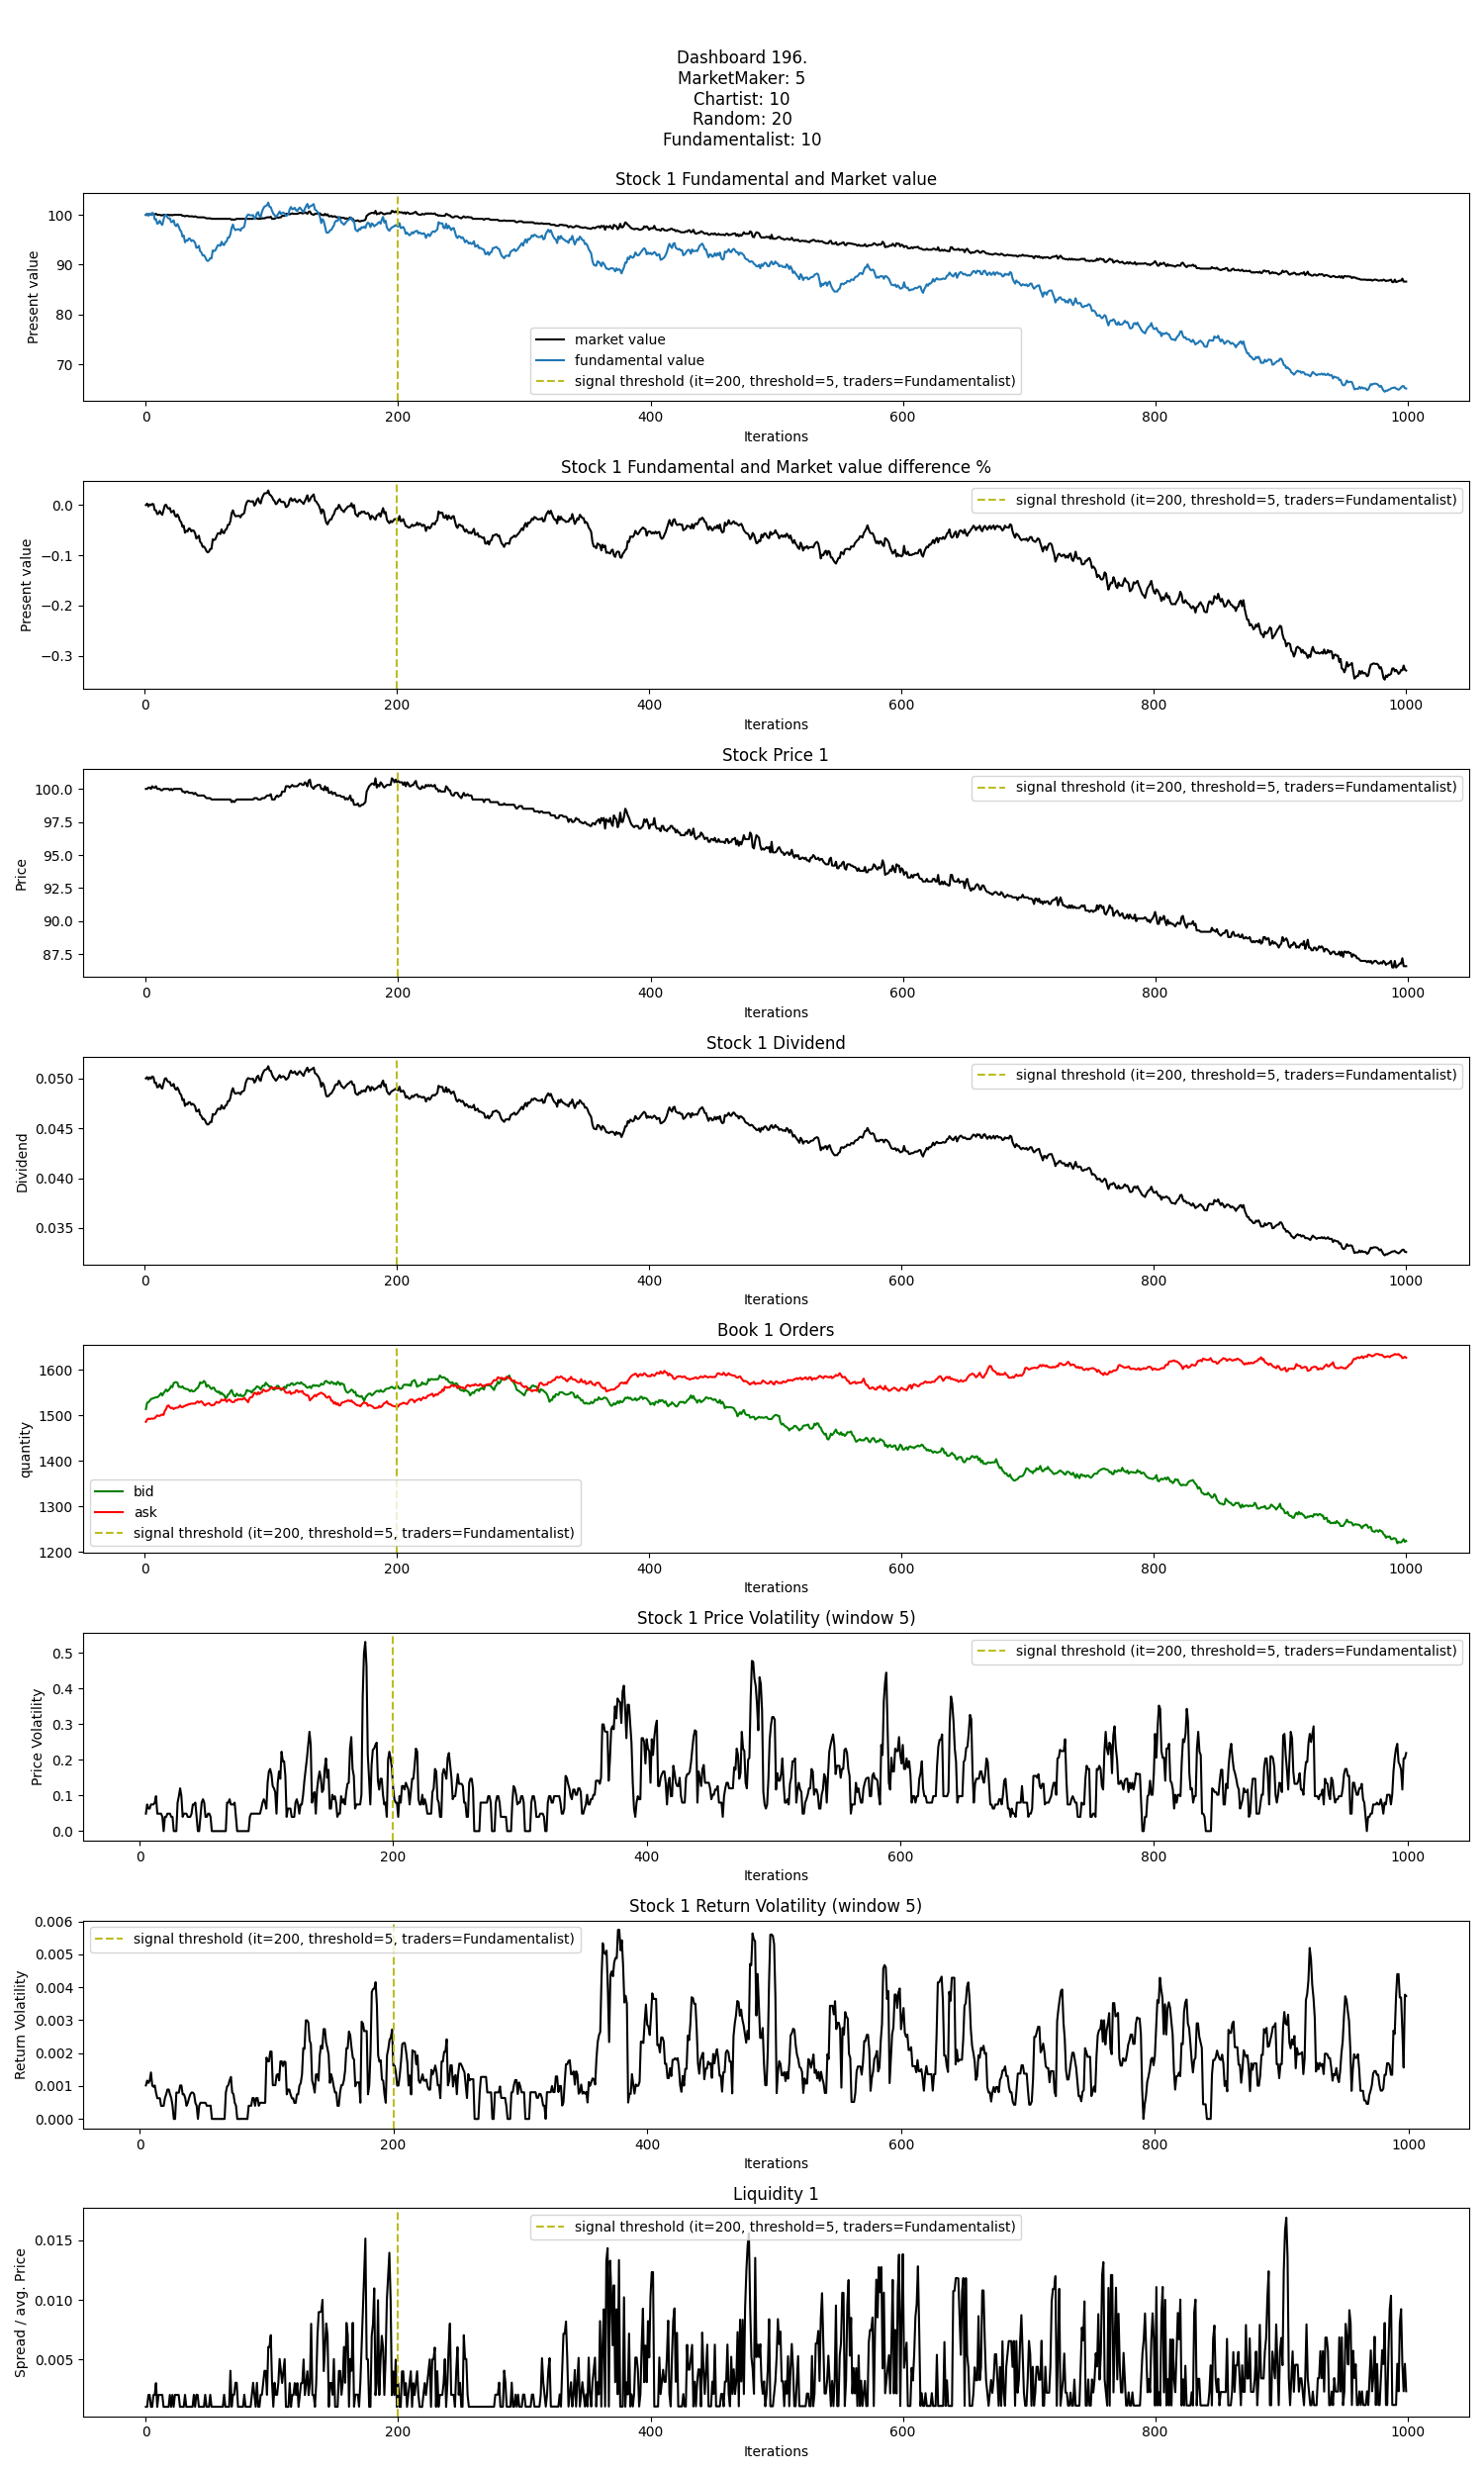 Dashboard 196.
MarketMaker: 5
Chartist: 10
Random: 20
Fundamentalist: 10
Stock 1 Fundamental and Market value
Present value
100
90
80
70
market value
fundamental value
signal threshold (it=200, threshold=5, traders=Fundamentalist)
0 200 400 600 800 1000
Iterations
Stock 1 Fundamental and Market value difference %
Present value
0.0
−0.1
−0.2
−0.3
signal threshold (it=200, threshold=5, traders=Fundamentalist)
0 200 400 600 800 1000
Iterations
Stock Price 1
Price
100.0
97.5
95.0
92.5
90.0
87.5
signal threshold (it=200, threshold=5, traders=Fundamentalist)
0 200 400 600 800 1000
Iterations
Stock 1 Dividend
Dividend
0.050
0.045
0.040
0.035
signal threshold (it=200, threshold=5, traders=Fundamentalist)
0 200 400 600 800 1000
Iterations
Book 1 Orders
quantity
1600
1500
1400
1300
1200
bid
ask
signal threshold (it=200, threshold=5, traders=Fundamentalist)
0 200 400 600 800 1000
Iterations
Stock 1 Price Volatility (window 5)
Price Volatility
0.5
0.4
0.3
0.2
0.1
0.0
signal threshold (it=200, threshold=5, traders=Fundamentalist)
0 200 400 600 800 1000
Iterations
Stock 1 Return Volatility (window 5)
Return Volatility
0.006
0.005
0.004
0.003
0.002
0.001
0.000
signal threshold (it=200, threshold=5, traders=Fundamentalist)
0 200 400 600 800 1000
Iterations
Liquidity 1
Spread / avg. Price
0.015
0.010
0.005
signal threshold (it=200, threshold=5, traders=Fundamentalist)
0 200 400 600 800 1000
Iterations